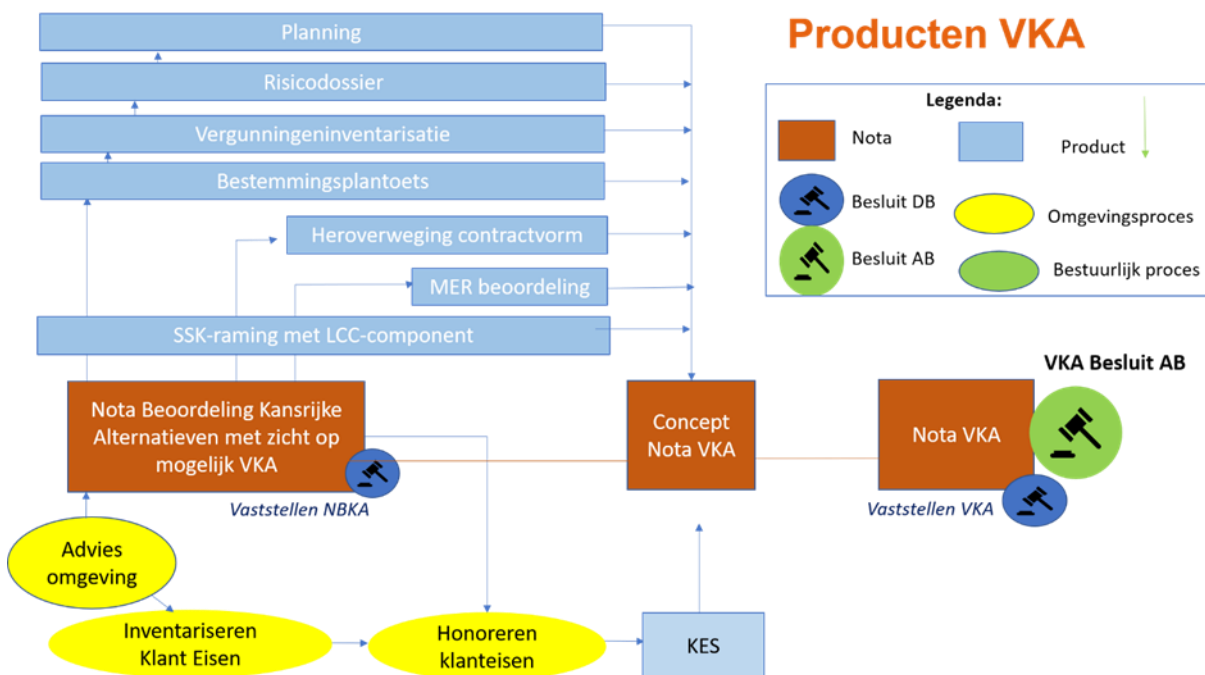 Producten VKA
Planning
Risicodossier
Vergunningeninventarisatie
Bestemmingsplantoets
Heroverweging contractvorm
MER beoordeling
SSK-raming met LCC-component
Legenda:
Nota
Product
Besluit DB
Omgevingsproces
Besluit AB
Bestuurlijk proces
Nota Beoordeling Kansrijke
Alternatieven met zicht op
mogelijk VKA
Vaststellen NBKA
Concept
Nota VKA
VKA Besluit AB
Nota VKA
Vaststellen VKA
Advies
omgeving
Inventariseren
Klant Eisen
Honoreren
klanteisen
KES